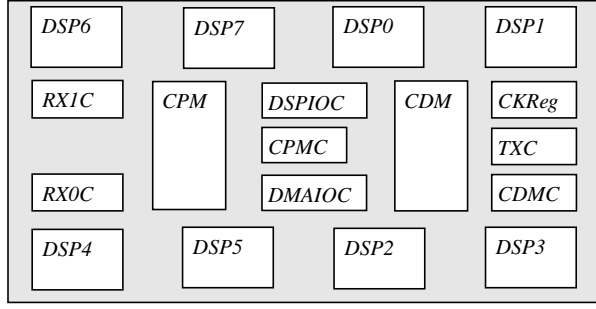 DSP6 DSP7 DSP0 DSP1
RX1C CPM DSPIOC CDM CKReg
CPMC TXC
RX0C DMAIOC CDMC
DSP4 DSP5 DSP2 DSP3